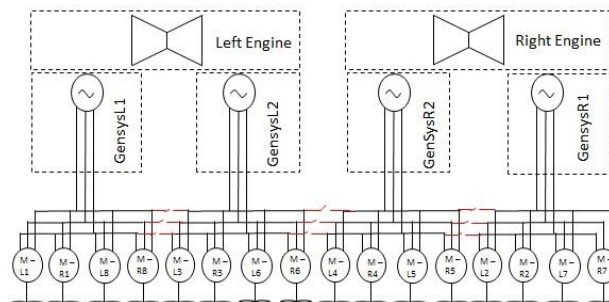 Left Engine
Right Engine
GensysL1
GensysL2
GenSysR2
GensysR1
M – L1
M – R1
M – L8
M – R8
M – L3
M – R3
M – L6
M – R6
M – L4
M – R4
M – L5
M – R5
M – L2
M – R2
M – L7
M – R7